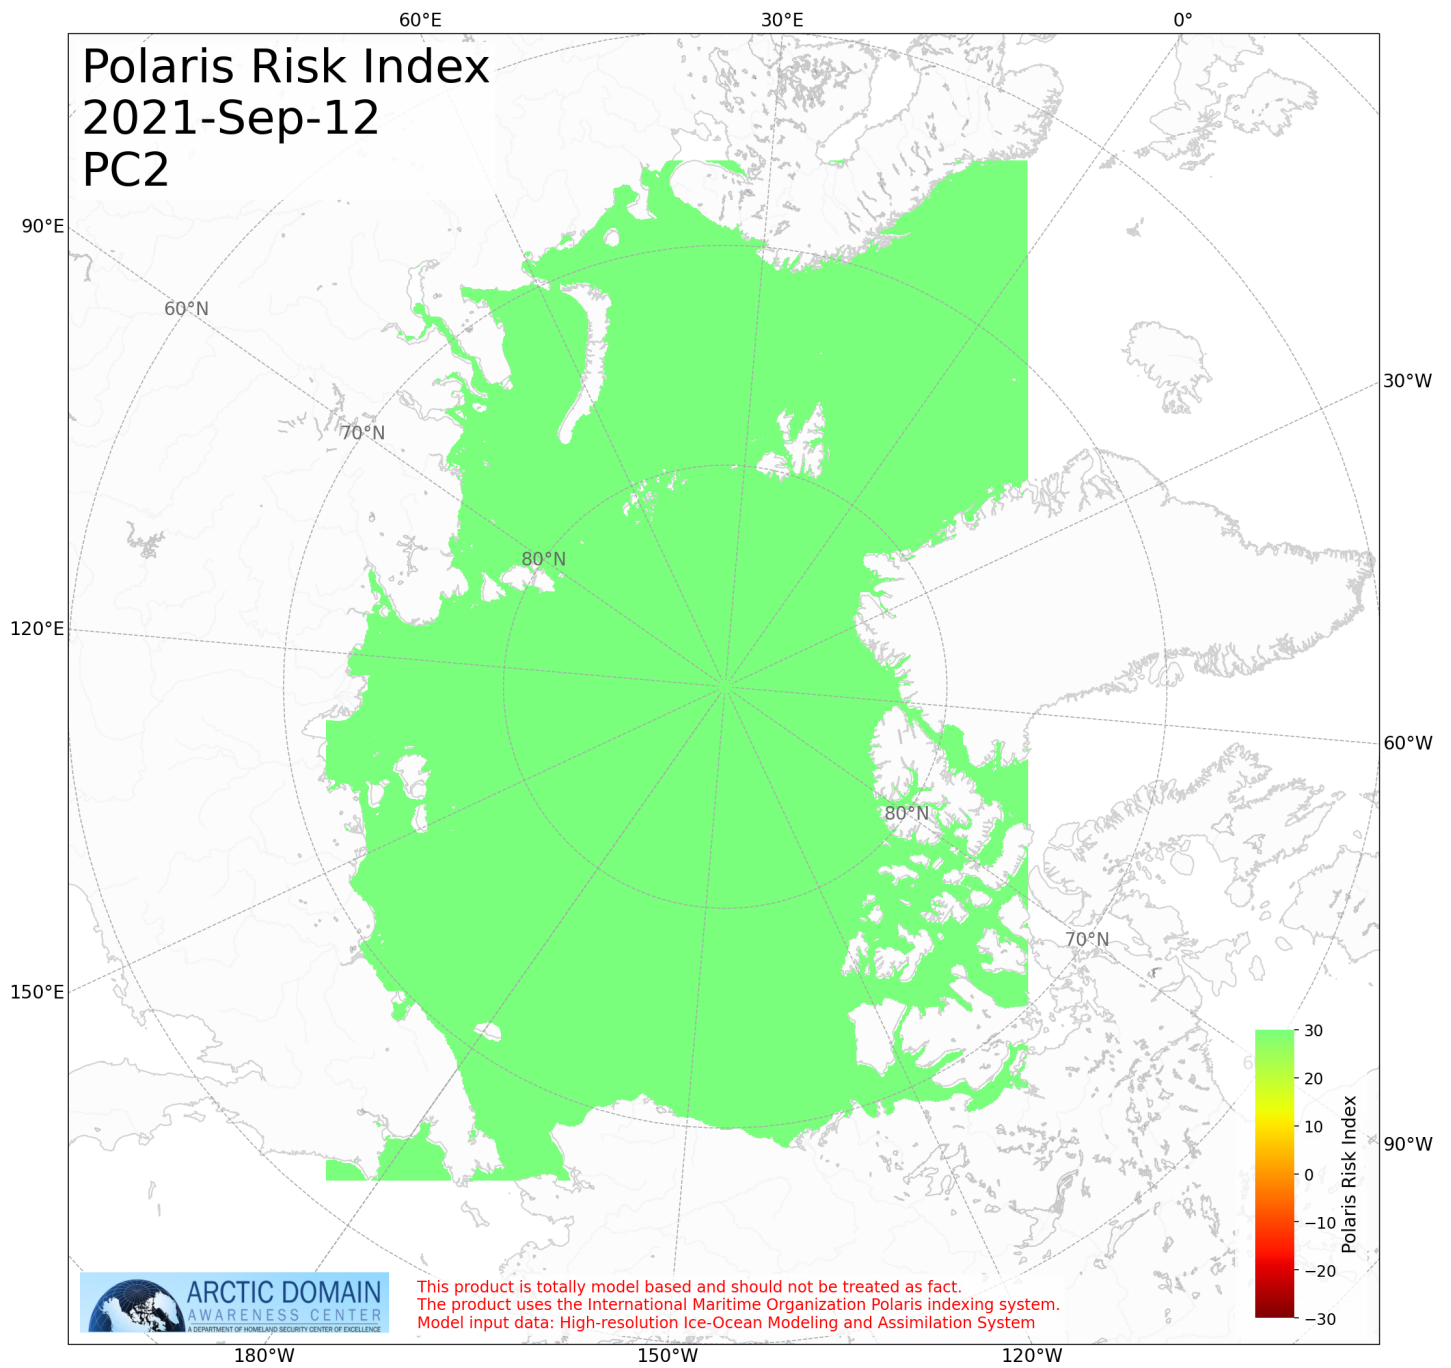 60°E
30°E
0°
Polaris Risk Index
2021-Sep-12
PC2
90°E
60°N
30°W
70°N
80°N
120°E
60°W
80°N
70°N
150°E
30
20
10
0
−10
−20
−30
Polaris Risk Index
90°W
ARCTIC DOMAIN
AWARENESS CENTER
A DEPARTMENT OF HOMELAND SECURITY CENTER OF EXCELLENCE
This product is totally model based and should not be treated as fact.
The product uses the International Maritime Organization Polaris indexing system.
Model input data: High-resolution Ice-Ocean Modeling and Assimilation System
180°W
150°W
120°W